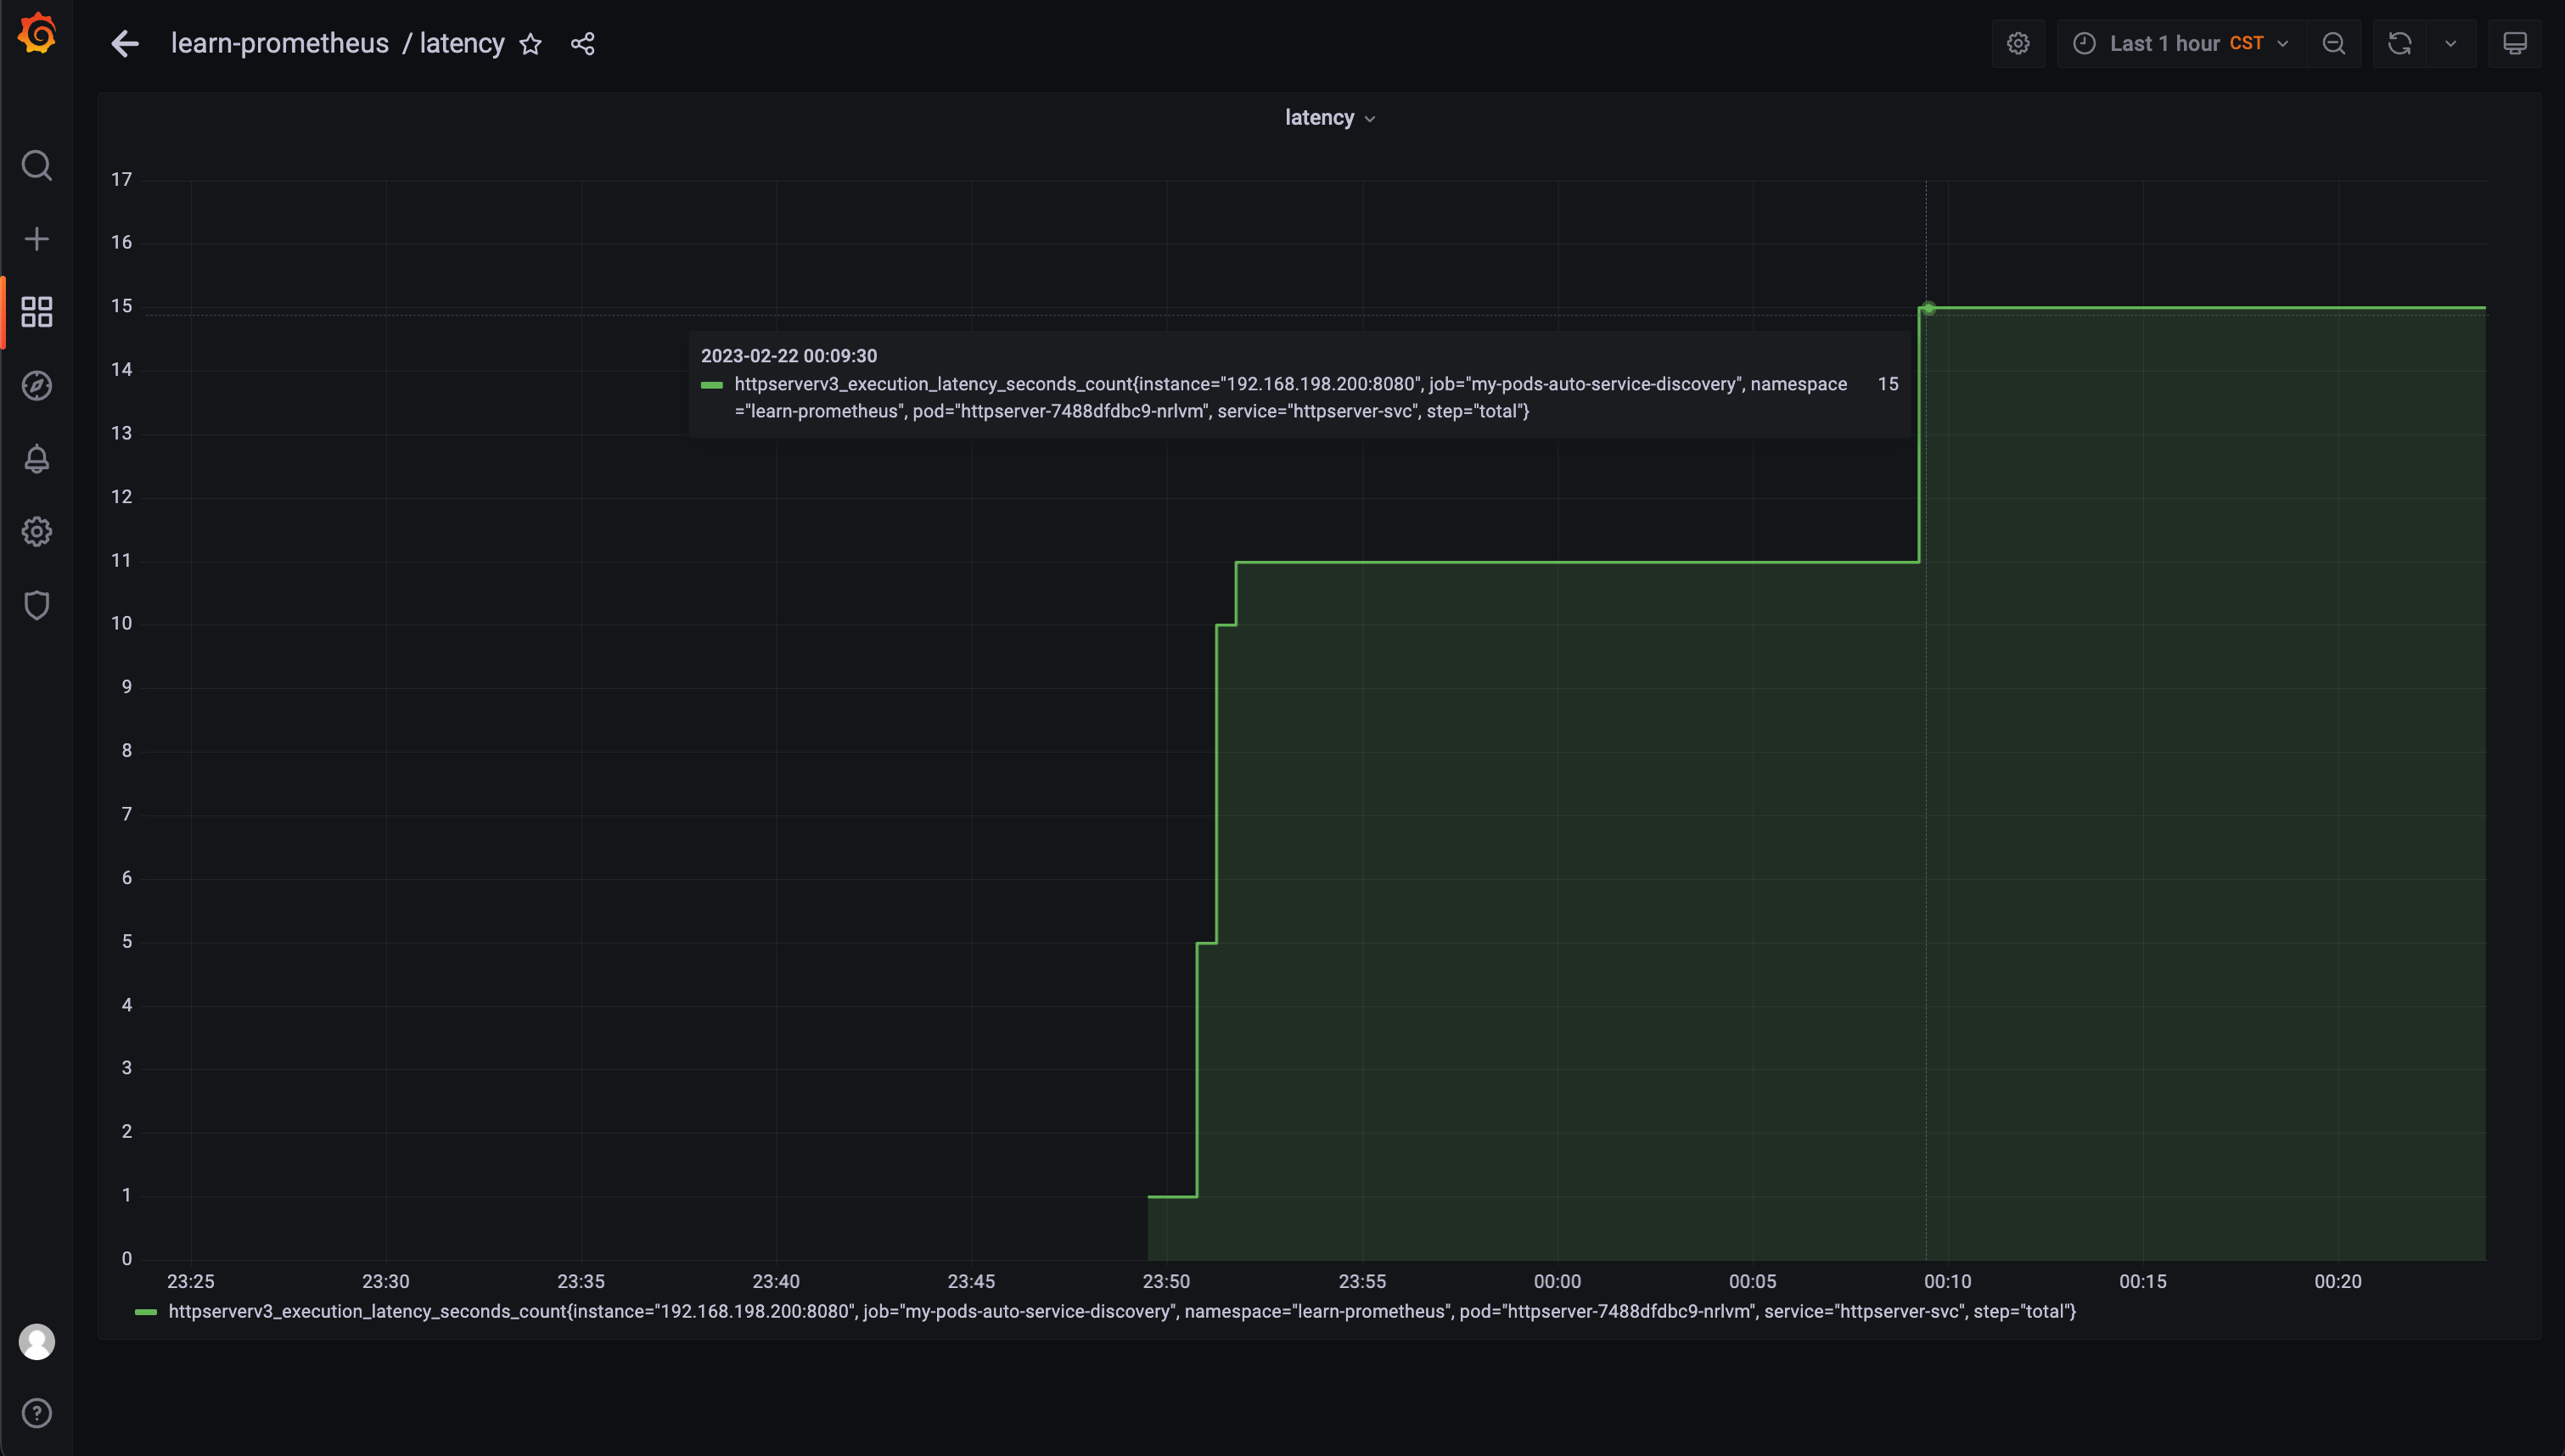 learn-prometheus / latency
Last 1 hour CST
latency
17
16
15
14
13
12
11
10
9
8
7
6
5
4
3
2
1
0
2023-02-22 00:09:30
httpserverv3_execution_latency_seconds_count{instance="192.168.198.200:8080", job="my-pods-auto-service-discovery", namespace 15
="learn-prometheus", pod="httpserver-7488dfdbc9-nrlvm", service="httpserver-svc", step="total"}
23:25 23:30 23:35 23:40 23:45 23:50 23:55 00:00 00:05 00:10 00:15 00:20
httpserverv3_execution_latency_seconds_count{instance="192.168.198.200:8080", job="my-pods-auto-service-discovery", namespace="learn-prometheus", pod="httpserver-7488dfdbc9-nrlvm", service="httpserver-svc", step="total"}